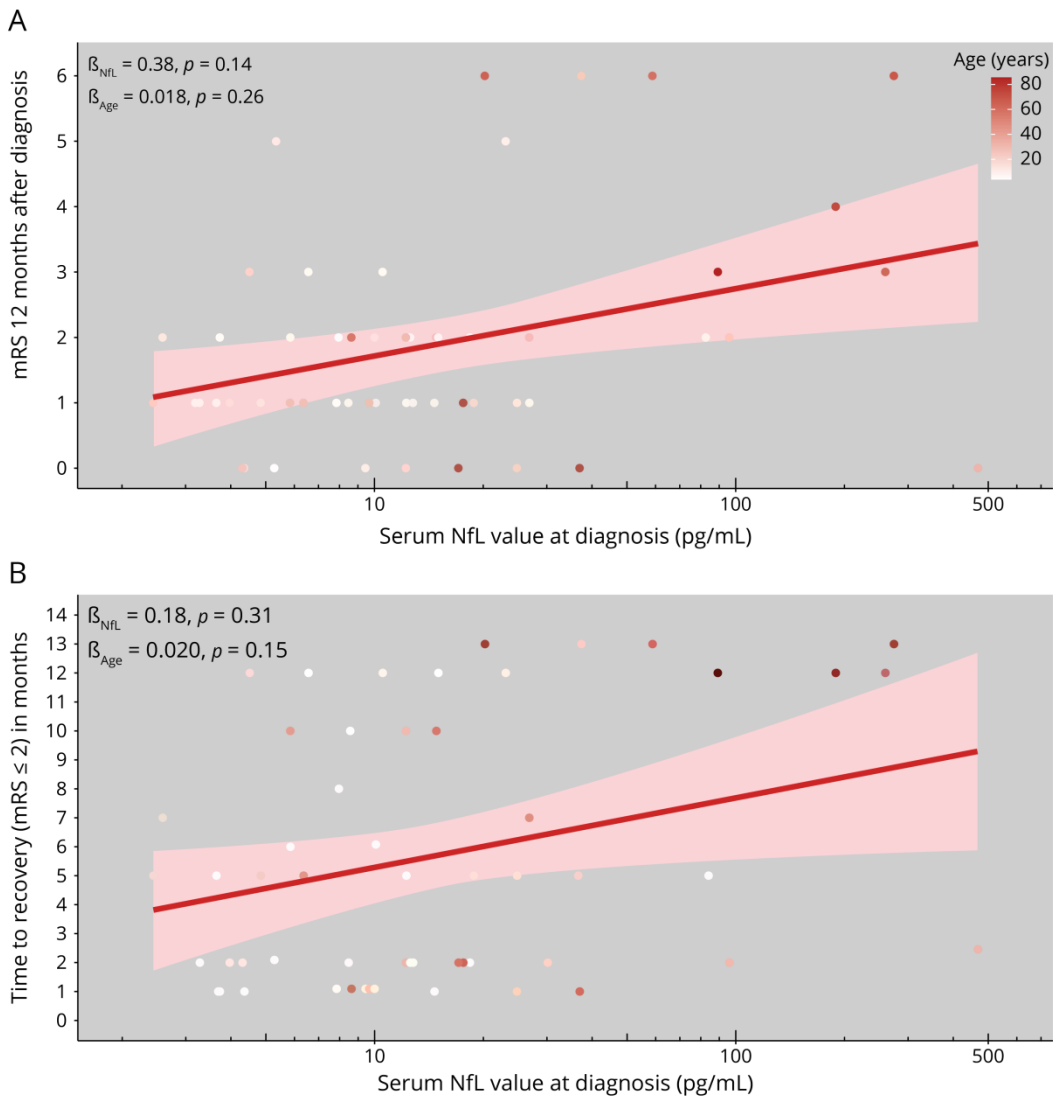 A
ß_NfL = 0.38, p = 0.14
ß_Age = 0.018, p = 0.26
Age (years)
80
60
40
20
mRS 12 months after diagnosis
6
5
4
3
2
1
0
10
100
500
Serum NfL value at diagnosis (pg/mL)
B
ß_NfL = 0.18, p = 0.31
ß_Age = 0.020, p = 0.15
Time to recovery (mRS ≤ 2) in months
14
13
12
11
10
9
8
7
6
5
4
3
2
1
0
10
100
500
Serum NfL value at diagnosis (pg/mL)